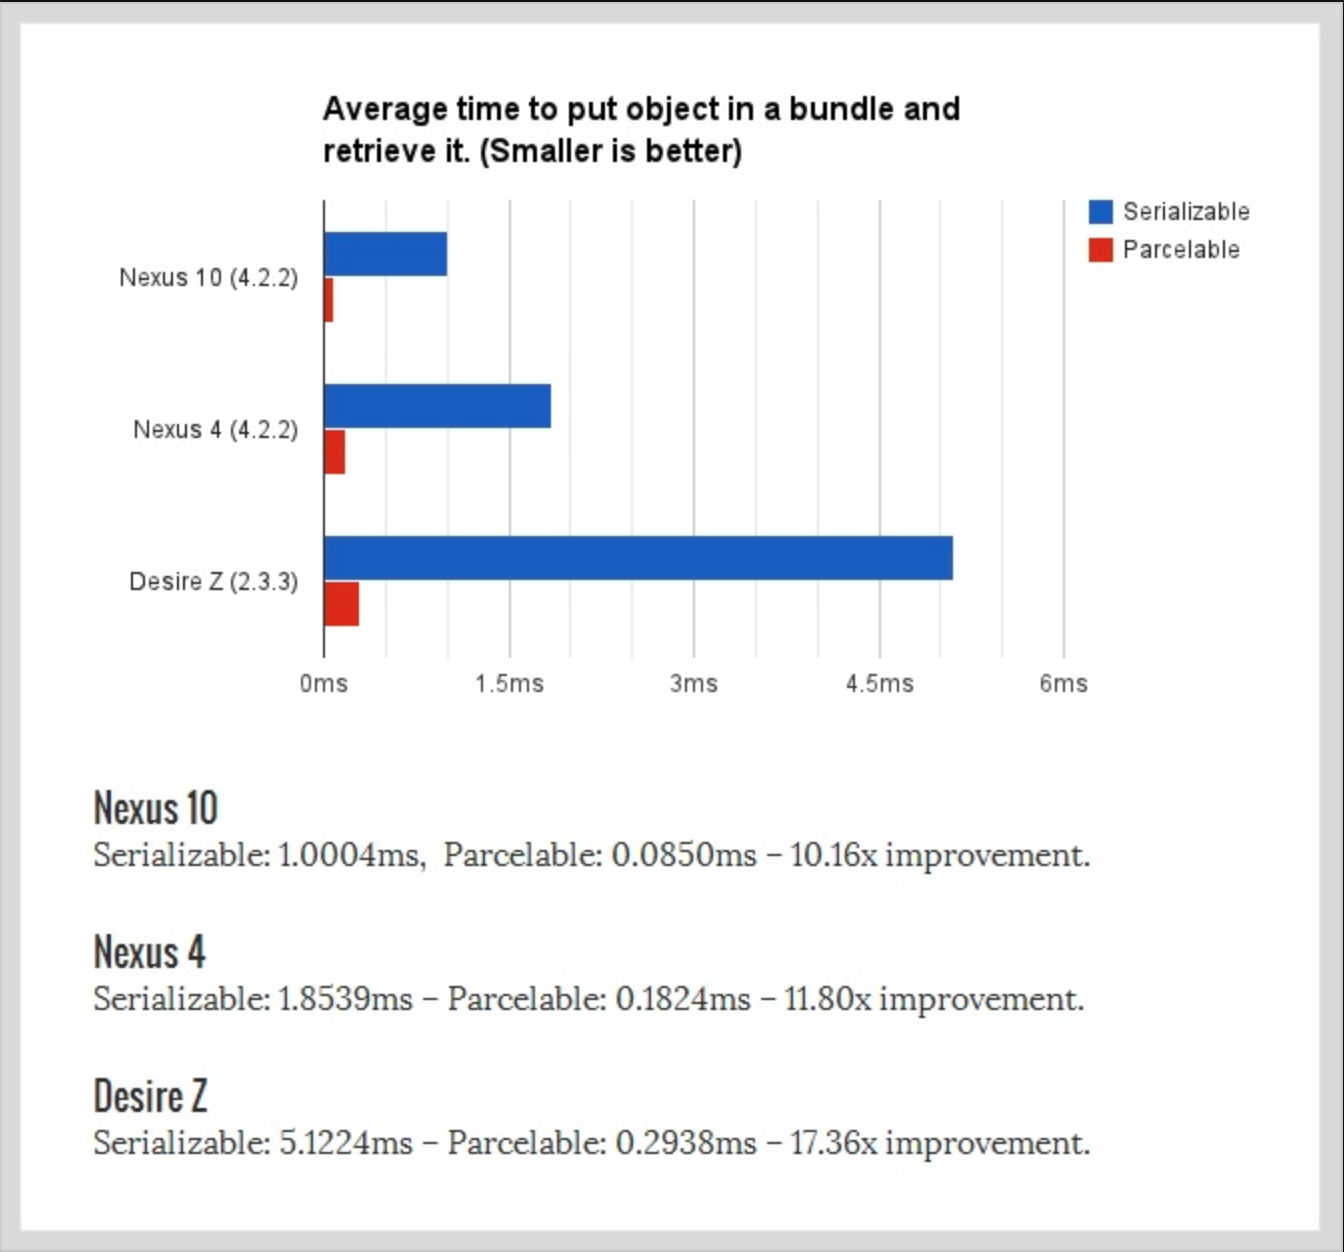 Average time to put object in a bundle and
retrieve it. (Smaller is better)
Serializable
Parcelable
Nexus 10 (4.2.2)
Nexus 4 (4.2.2)
Desire Z (2.3.3)
0ms 1.5ms 3ms 4.5ms 6ms
Nexus 10
Serializable: 1.0004ms, Parcelable: 0.0850ms – 10.16x improvement.
Nexus 4
Serializable: 1.8539ms – Parcelable: 0.1824ms – 11.80x improvement.
Desire Z
Serializable: 5.1224ms – Parcelable: 0.2938ms – 17.36x improvement.